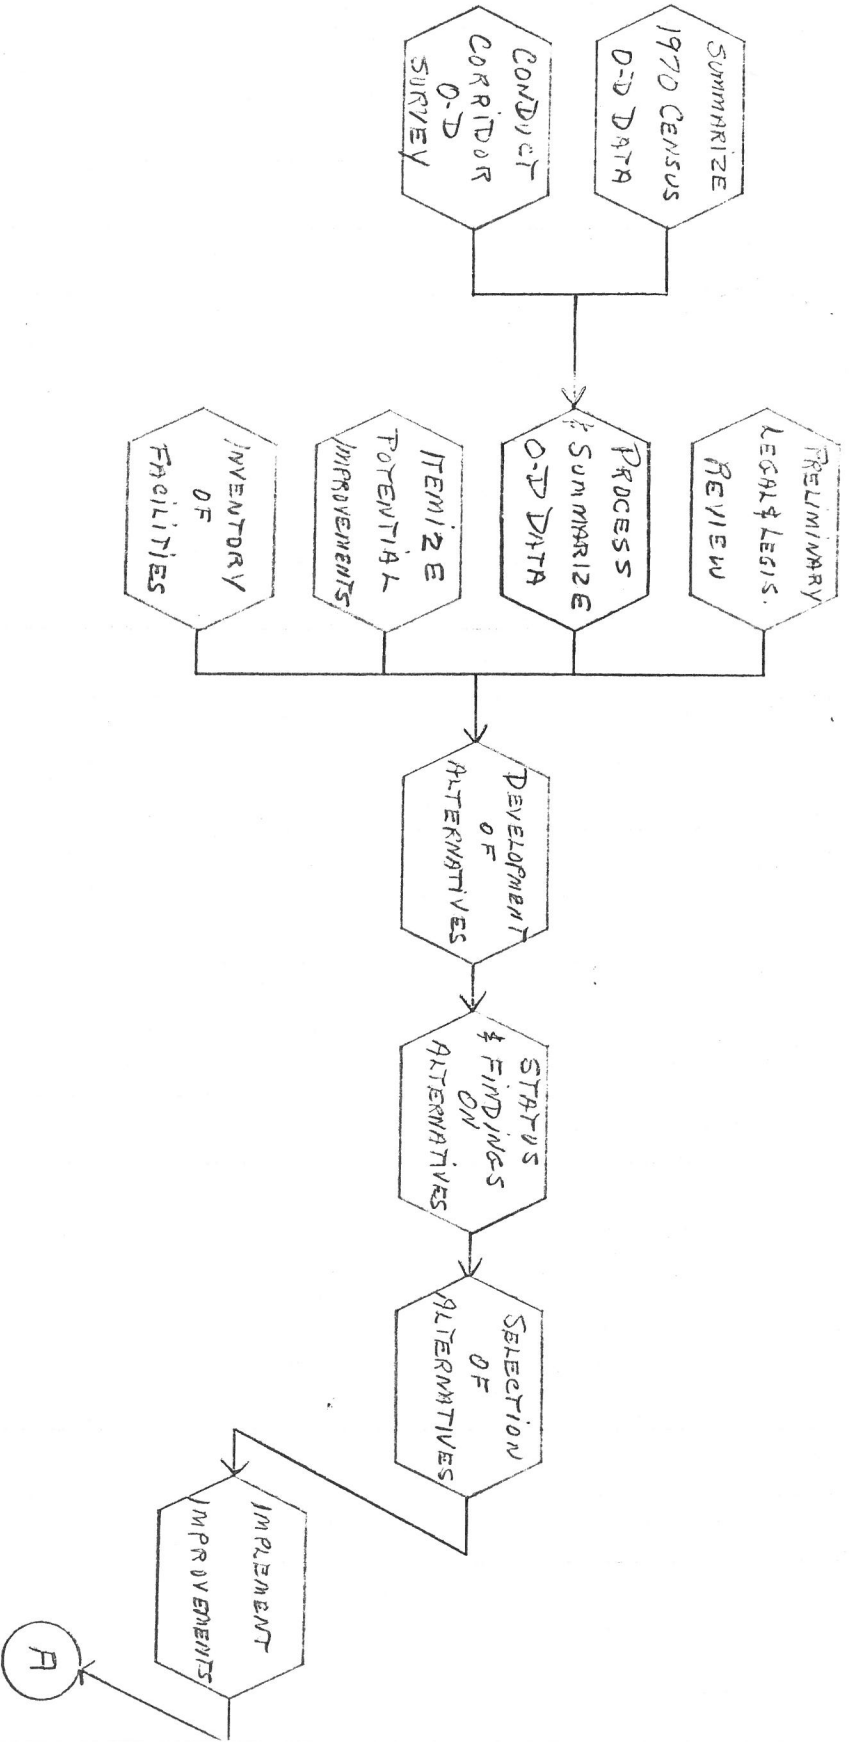 SUMMARIZE
1970 CENSUS
O-D DATA
CONDUCT
CORRIDOR
O-D
SURVEY
PRELIMINARY
LEGAL & LEGIS.
REVIEW
PROCESS
& SUMMARIZE
O-D DATA
ITEMIZE
POTENTIAL
IMPROVEMENTS
INVENTORY
OF
FACILITIES
DEVELOPMENT
OF
ALTERNATIVES
STATUS
& FINDINGS
ON
ALTERNATIVES
SELECTION
OF
ALTERNATIVES
IMPLEMENT
IMPROVEMENTS
A